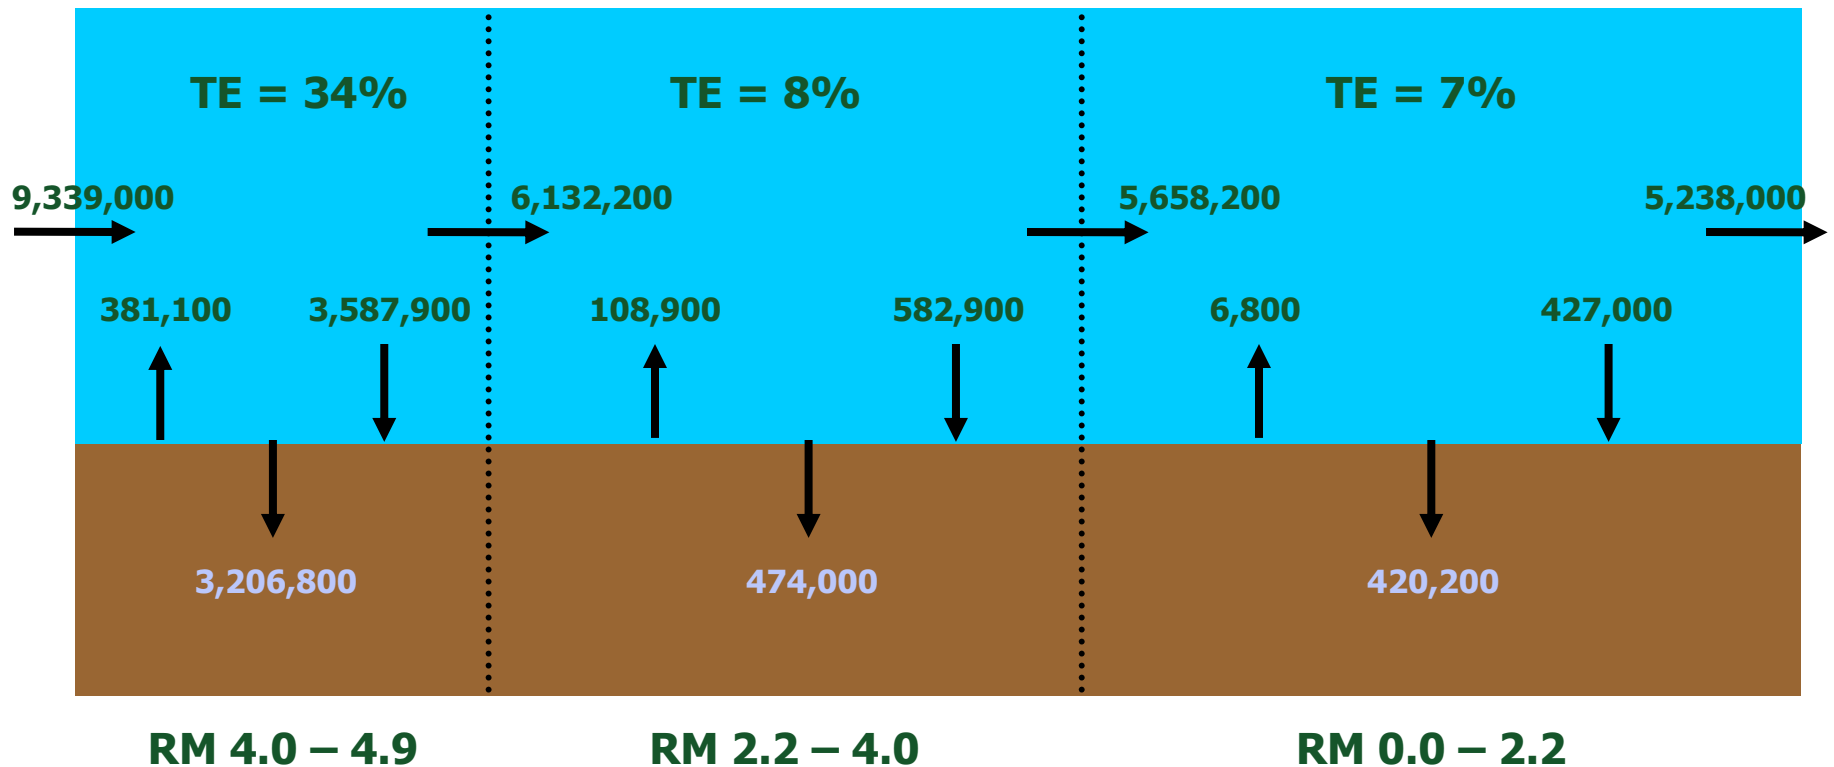 TE = 34% TE = 8% TE = 7%
9,339,000 6,132,200 5,658,200 5,238,000
381,100 3,587,900 108,900 582,900 6,800 427,000
3,206,800 474,000 420,200
RM 4.0 – 4.9 RM 2.2 – 4.0 RM 0.0 – 2.2